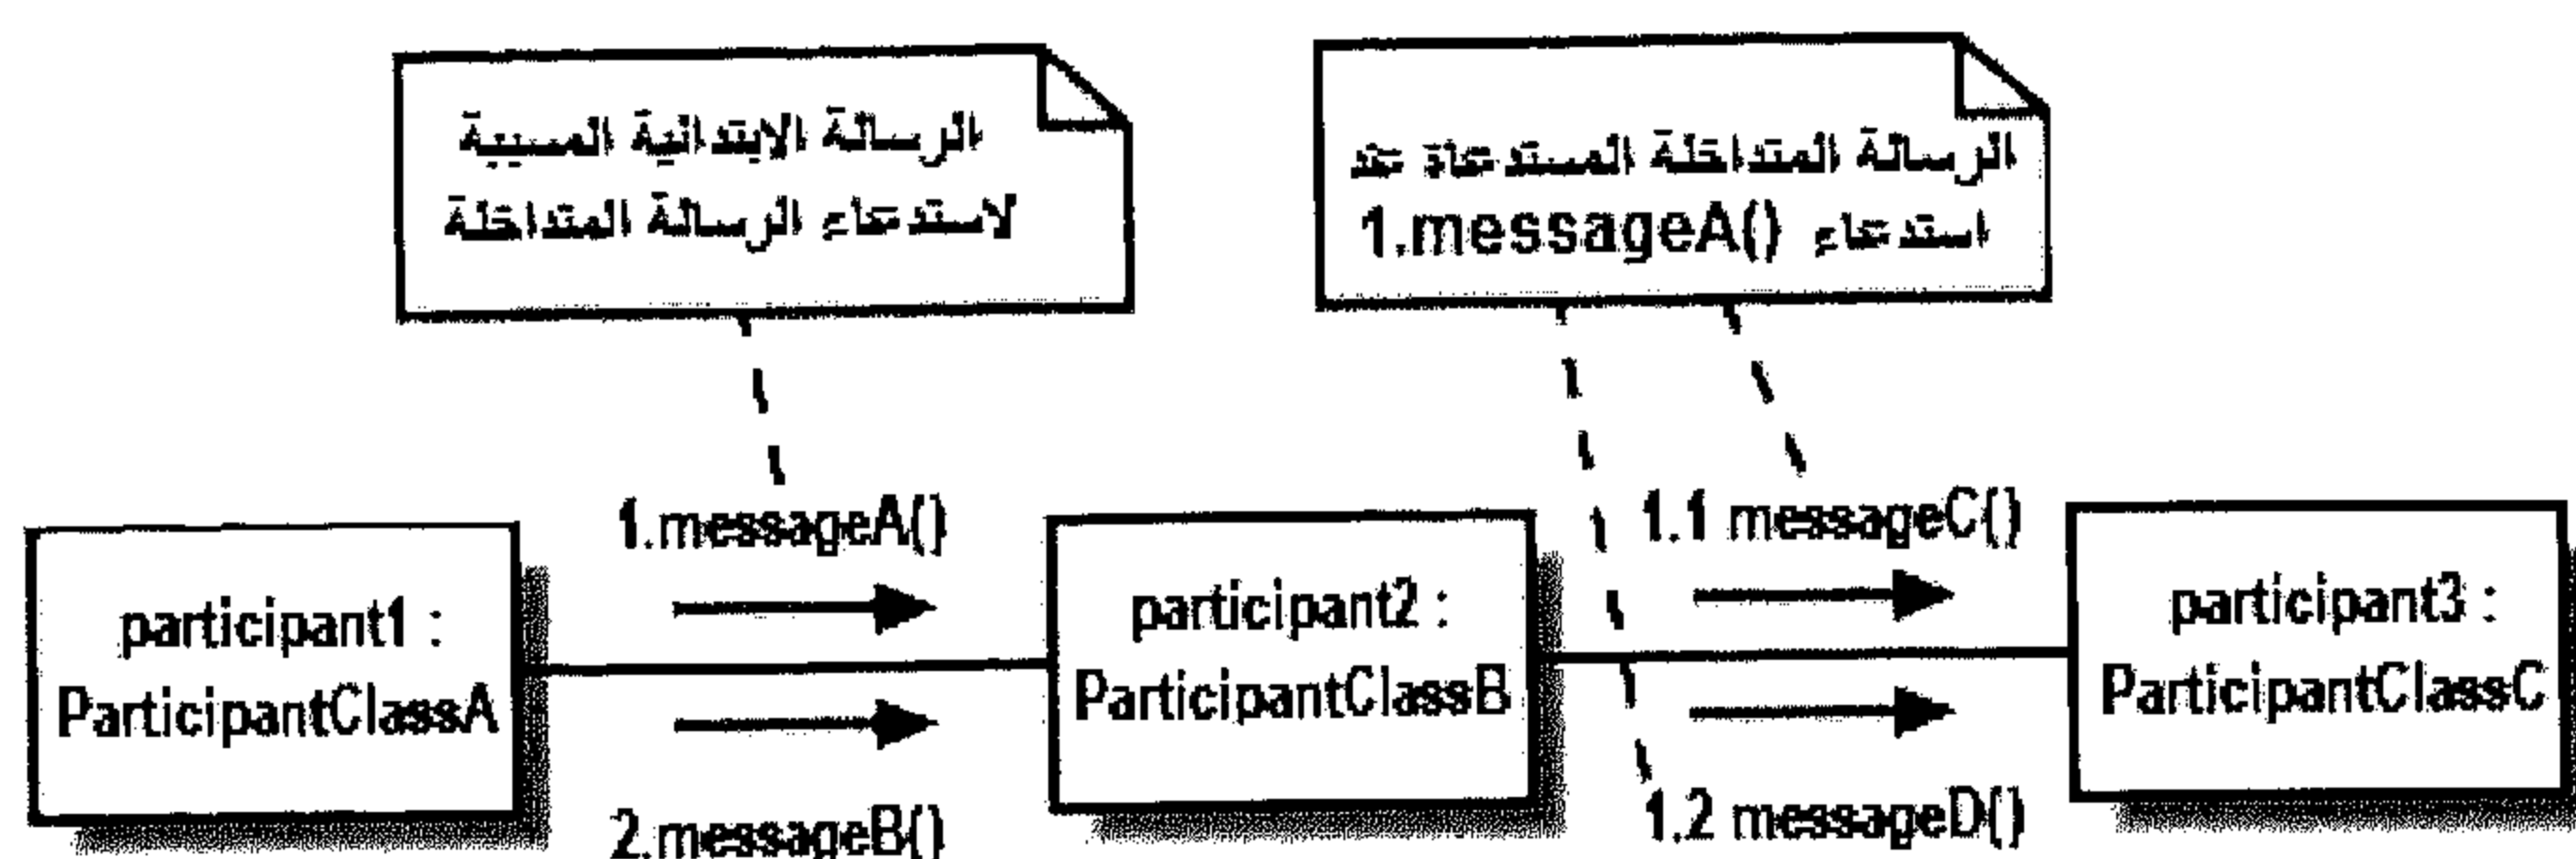 الرسالة الابتدائية المسببة
لاستدعاء الرسالة المتداخلة
الرسالة المتداخلة المستدعاة عند
استدعاء 1.messageA()
1.messageA()
1.1 messageC()
participant1 :
ParticipantClassA
participant2 :
ParticipantClassB
participant3 :
ParticipantClassC
2.messageB()
1.2 messageD()